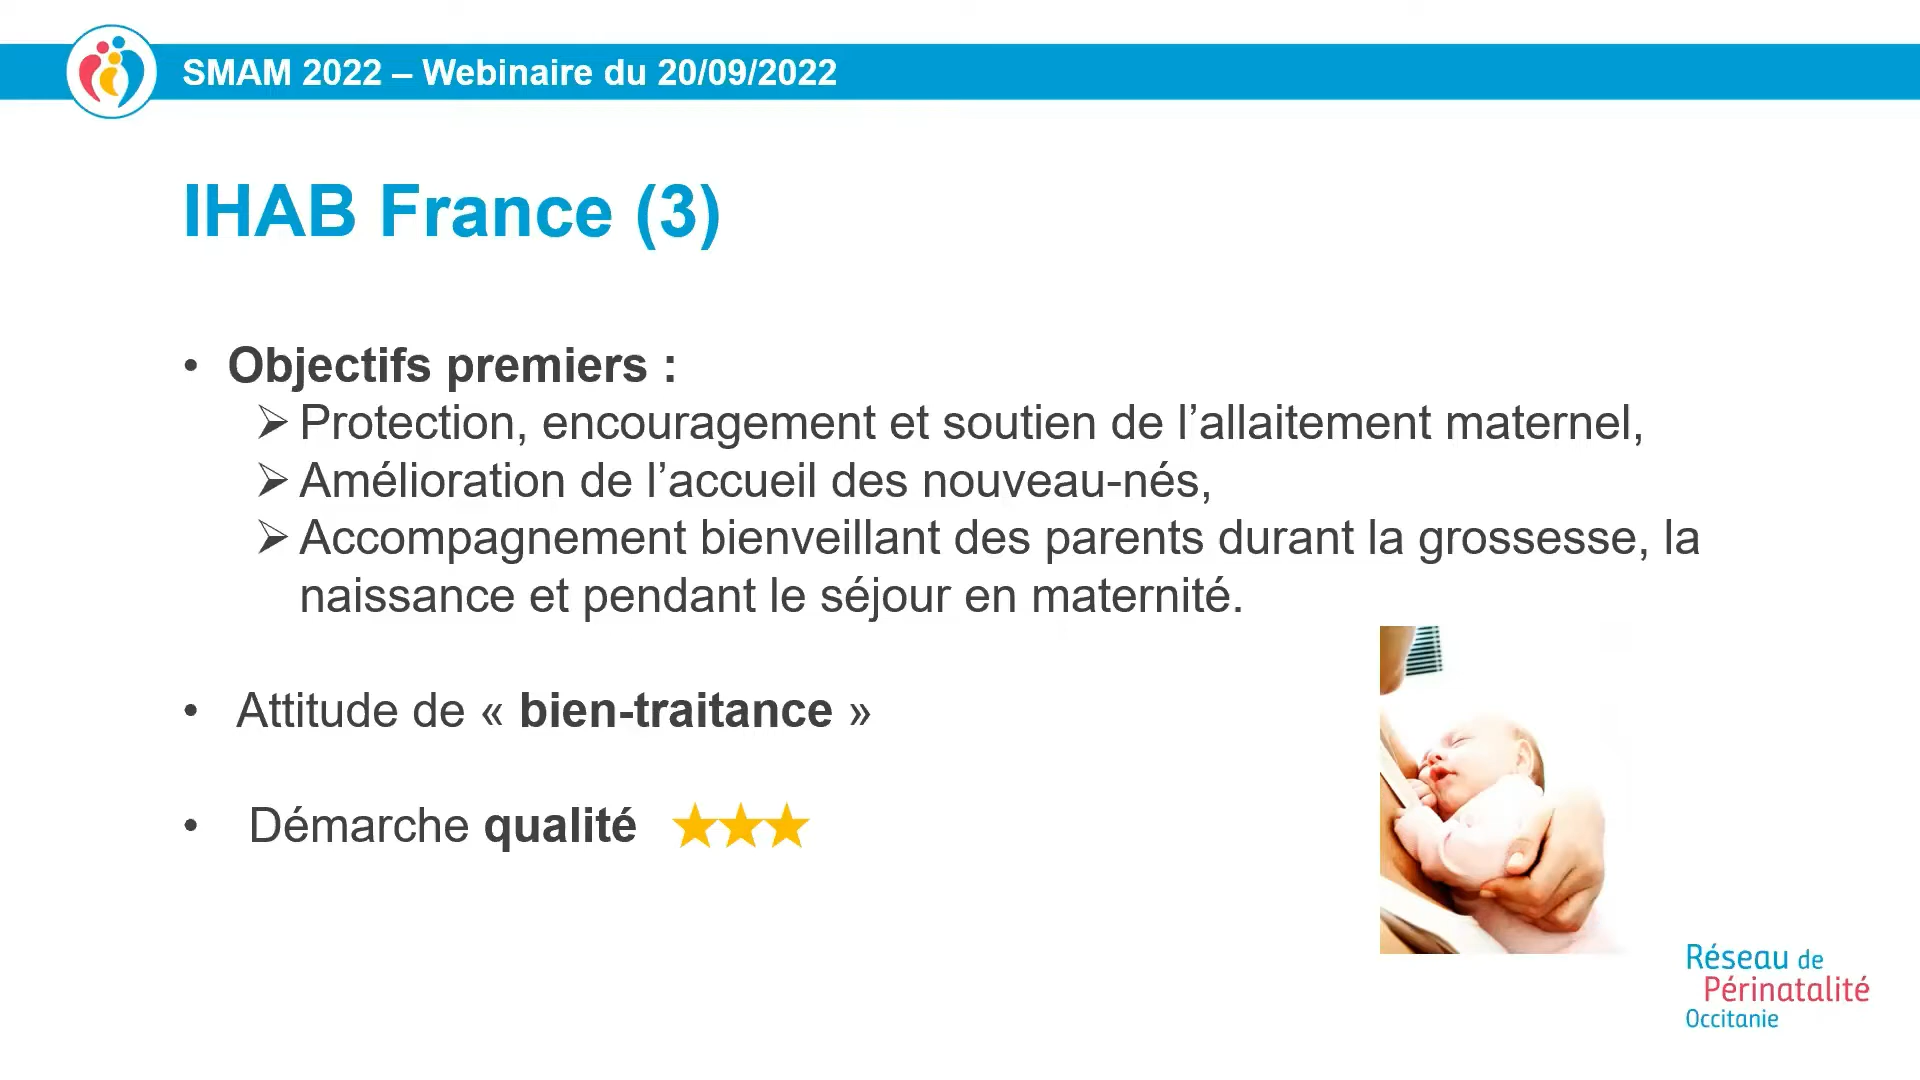 SMAM 2022 – Webinaire du 20/09/2022
IHAB France (3)
• Objectifs premiers :
➢ Protection, encouragement et soutien de l’allaitement maternel,
➢ Amélioration de l’accueil des nouveau-nés,
➢ Accompagnement bienveillant des parents durant la grossesse, la
naissance et pendant le séjour en maternité.
• Attitude de « bien-traitance »
• Démarche qualité ★★★
Réseau de
Périnatalité
Occitanie